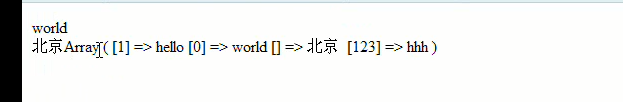 world
北京Array ( [1] => hello [0] => world [] => 北京 [123] => hhh )